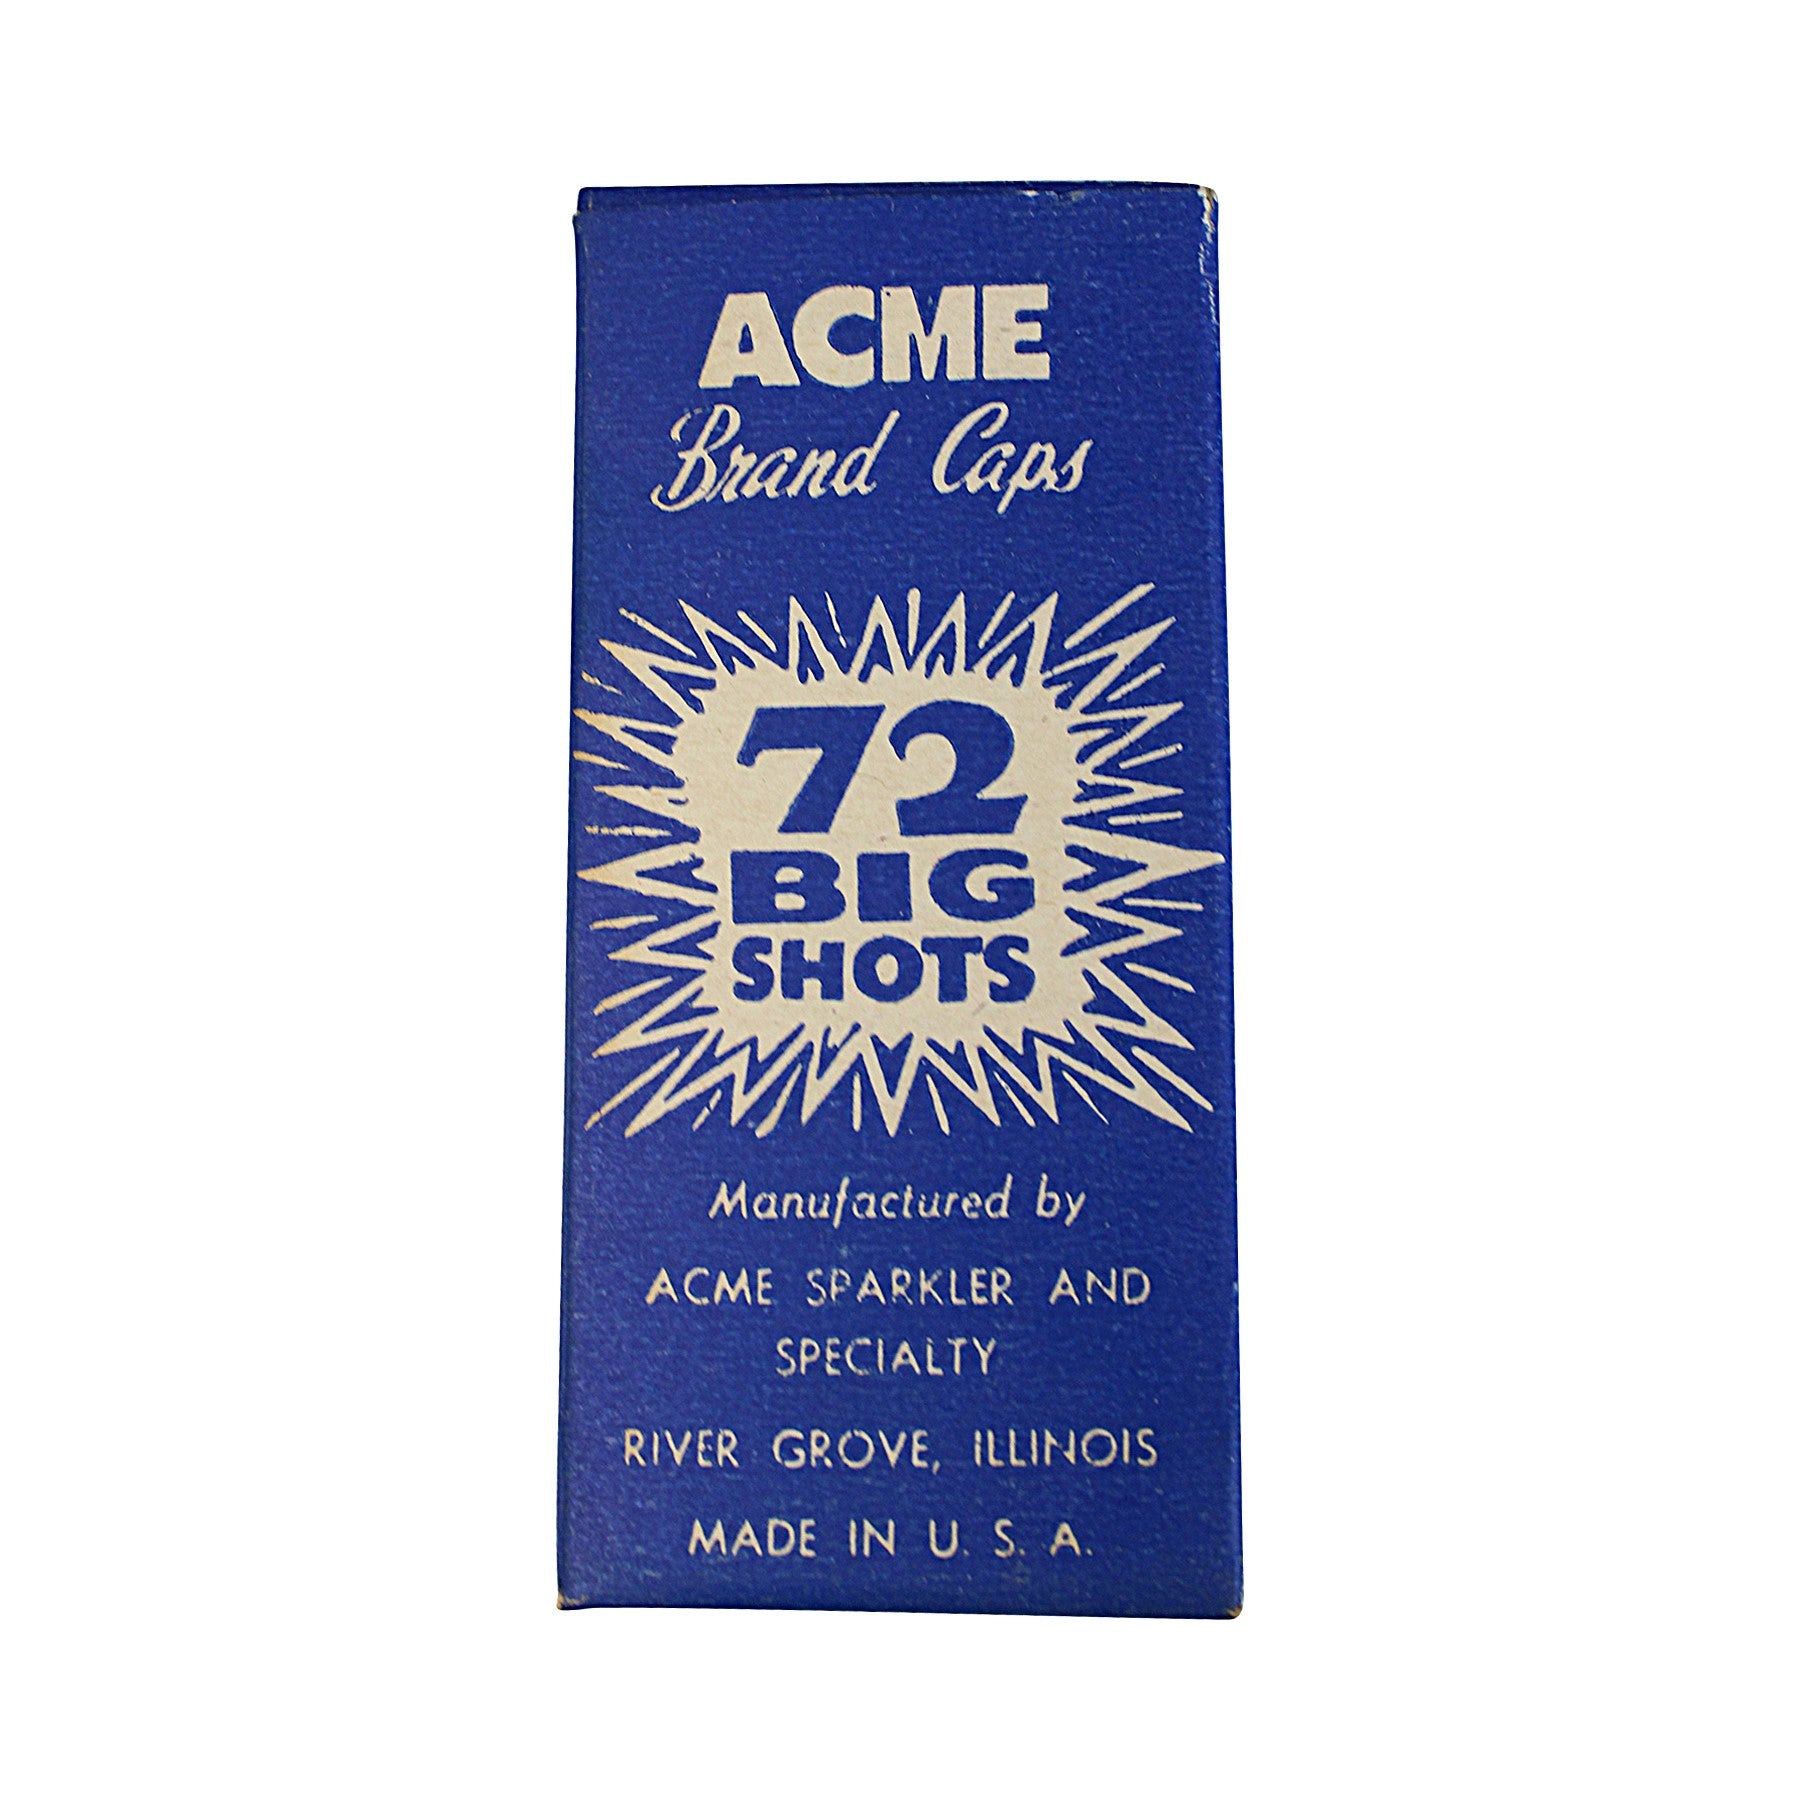 ACME
Brand Caps
72
BIG
SHOTS
Manufactured by
ACME SPARKLER AND
SPECIALTY
RIVER GROVE, ILLINOIS
MADE IN U. S. A.